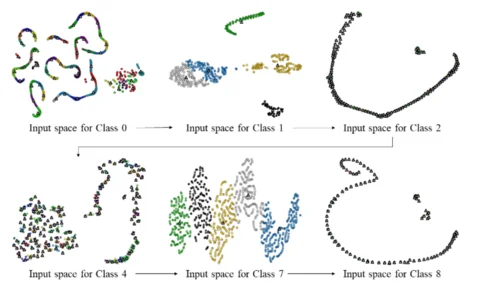 Input space for Class 0
Input space for Class 1
Input space for Class 2
Input space for Class 4
Input space for Class 7
Input space for Class 8